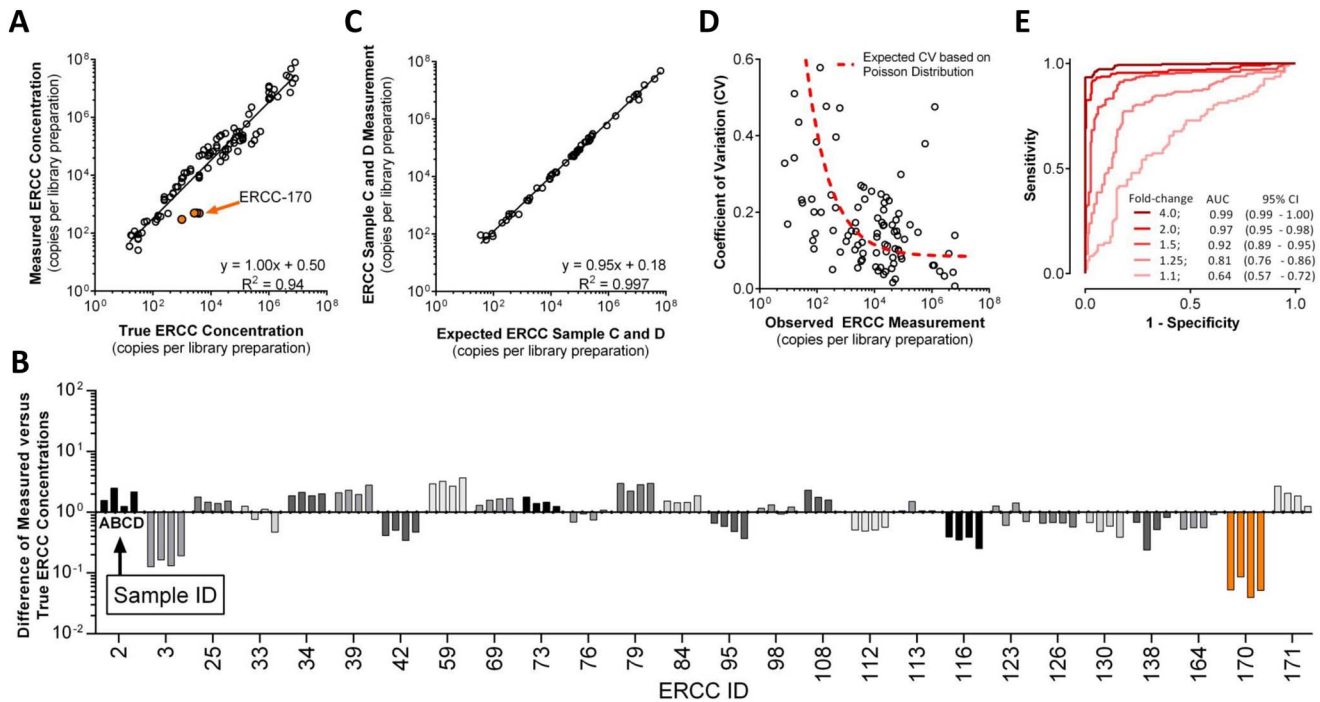 A
Measured ERCC Concentration
(copies per library preparation)
10^8
10^6
10^4
10^2
10^0
ERCC-170
y = 1.00x + 0.50
R^2 = 0.94
10^0 10^2 10^4 10^6 10^8
True ERCC Concentration
(copies per library preparation)
C
ERCC Sample C and D Measurement
(copies per library preparation)
10^8
10^6
10^4
10^2
10^0
y = 0.95x + 0.18
R^2 = 0.997
10^0 10^2 10^4 10^6 10^8
Expected ERCC Sample C and D
(copies per library preparation)
D
Coefficient of Variation (CV)
0.6
0.4
0.2
0.0
Expected CV based on
Poisson Distribution
10^0 10^2 10^4 10^6 10^8
Observed ERCC Measurement
(copies per library preparation)
E
Sensitivity
1.0
0.5
0.0
Fold-change AUC 95% CI
4.0; 0.99 (0.99 - 1.00)
2.0; 0.97 (0.95 - 0.98)
1.5; 0.92 (0.89 - 0.95)
1.25; 0.81 (0.76 - 0.86)
1.1; 0.64 (0.57 - 0.72)
0.0 0.5 1.0
1 - Specificity
B
Difference of Measured versus
True ERCC Concentrations
10^2
10^1
10^0
10^-1
10^-2
ABCD
Sample ID
2 3 25 33 34 39 42 59 69 73 76 79 84 95 98 108 112 113 116 123 126 130 138 164 170 171
ERCC ID